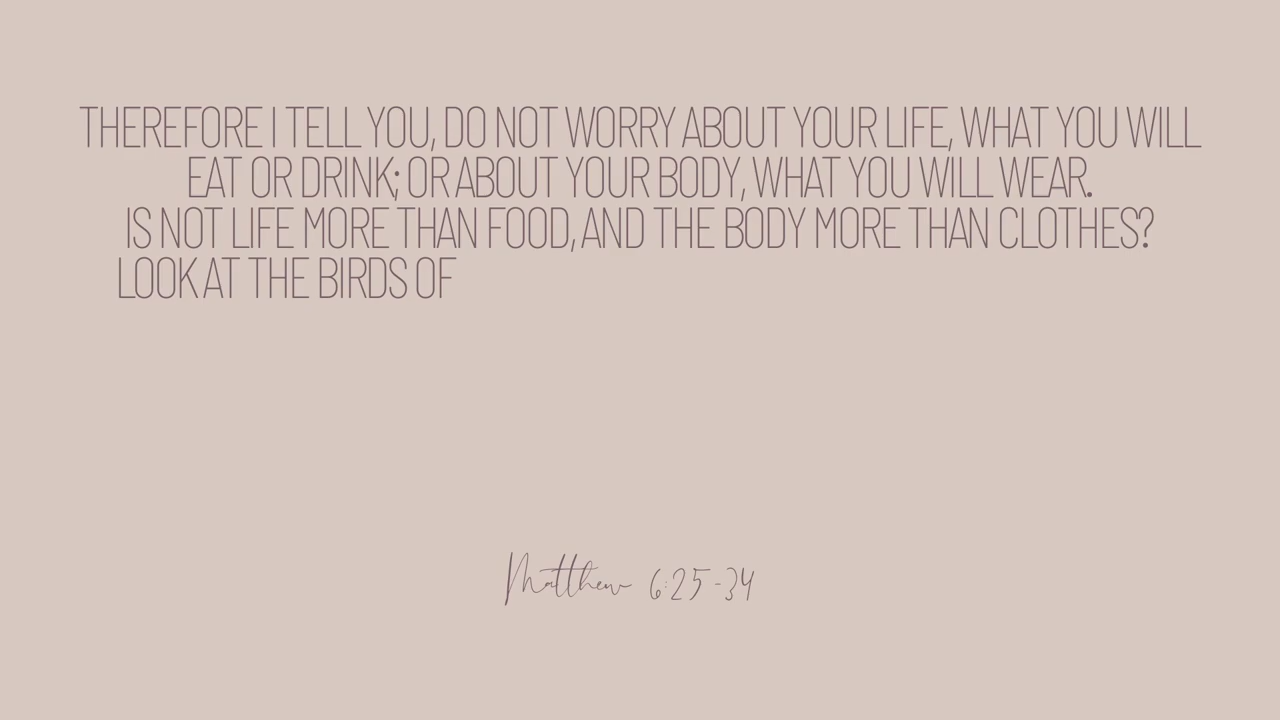 THEREFORE I TELL YOU, DO NOT WORRY ABOUT YOUR LIFE, WHAT YOU WILL
EAT OR DRINK; OR ABOUT YOUR BODY, WHAT YOU WILL WEAR.
IS NOT LIFE MORE THAN FOOD, AND THE BODY MORE THAN CLOTHES?
LOOK AT THE BIRDS OF
Matthew 6:25-34